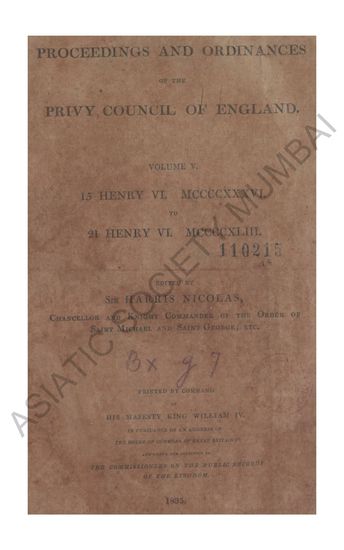 PROCEEDINGS AND ORDINANCES
OF THE
PRIVY COUNCIL OF ENGLAND.
VOLUME V.
15 HENRY VI. MCCCCXXXVI.
TO
21 HENRY VI. MCCCCXLIII.
110215
EDITED BY
SIR HARRIS NICOLAS,
CHANCELLOR AND KNIGHT COMMANDER OF THE ORDER OF
SAINT MICHAEL AND SAINT GEORGE, ETC.
Bx g 7
PRINTED BY COMMAND
OF
HIS MAJESTY KING WILLIAM IV.
IN PURSUANCE OF AN ADDRESS OF
THE HOUSE OF COMMONS OF GREAT BRITAIN
THE COMMISSIONERS ON THE PUBLIC RECORDS
OF THE KINGDOM.
1835.
ASIATIC SOCIETY MUMBAI